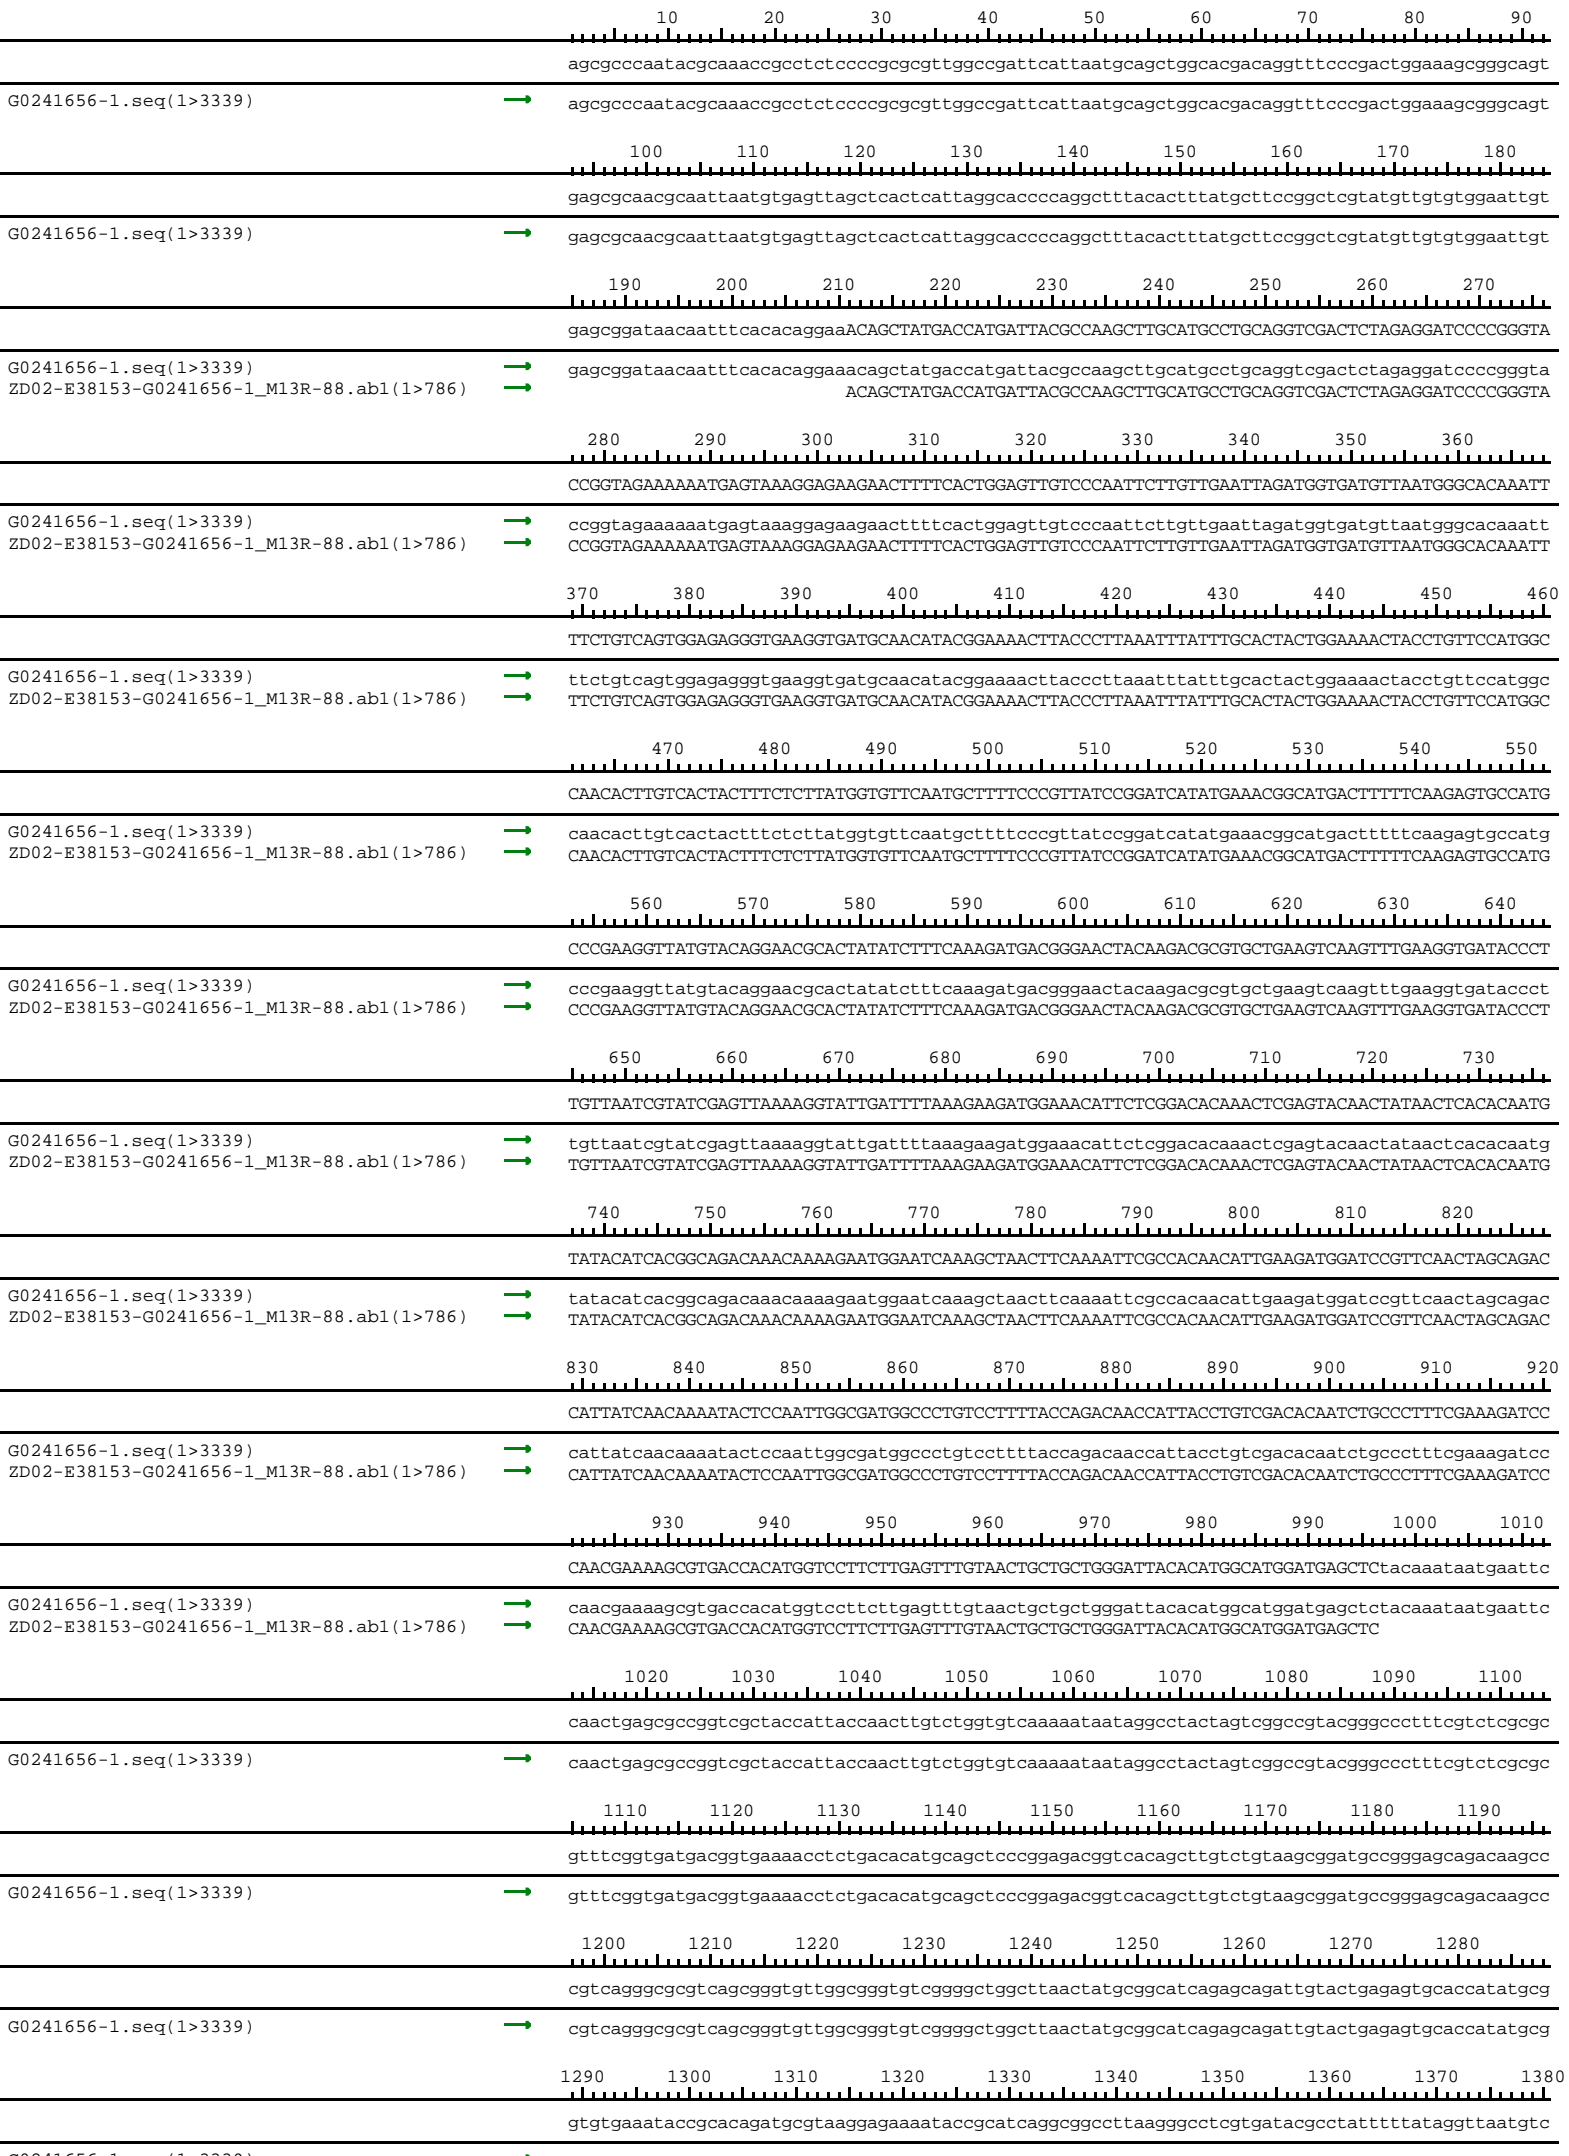 10 20 30 40 50 60 70 80 90
agcgcccaatacgcaaaccgcctctccccgcgcgttggccgattcattaatgcagctggcacgacaggtttcccgactggaaagcgggcagt
G0241656-1.seq(1>3339) agcgcccaatacgcaaaccgcctctccccgcgcgttggccgattcattaatgcagctggcacgacaggtttcccgactggaaagcgggcagt
100 110 120 130 140 150 160 170 180
gagcgcaacgcaattaatgtgagttagctcactcattaggcaccccaggctttacactttatgcttccggctcgtatgttgtgtggaattgt
G0241656-1.seq(1>3339) gagcgcaacgcaattaatgtgagttagctcactcattaggcaccccaggctttacactttatgcttccggctcgtatgttgtgtggaattgt
190 200 210 220 230 240 250 260 270
gagcggataacaatttcacacaggaaACAGCTATGACCATGATTACGCCAAGCTTGCATGCCTGCAGGTCGACTCTAGAGGATCCCCGGGTA
G0241656-1.seq(1>3339) gagcggataacaatttcacacaggaaacagctatgaccatgattacgccaagcttgcatgcctgcaggtcgactctagaggatccccgggta
ZD02-E38153-G0241656-1_M13R-88.ab1(1>786) ACAGCTATGACCATGATTACGCCAAGCTTGCATGCCTGCAGGTCGACTCTAGAGGATCCCCGGGTA
280 290 300 310 320 330 340 350 360
CCGGTAGAAAAAATGAGTAAAGGAGAAGAACTTTTCACTGGAGTTGTCCCAATTCTTGTTGAATTAGATGGTGATGTTAATGGGCACAAATT
G0241656-1.seq(1>3339) ccggtagaaaaaatgagtaaaggagaagaacttttcactggagttgtcccaattcttgttgaattagatggtgatgttaatgggcacaaatt
ZD02-E38153-G0241656-1_M13R-88.ab1(1>786) CCGGTAGAAAAAATGAGTAAAGGAGAAGAACTTTTCACTGGAGTTGTCCCAATTCTTGTTGAATTAGATGGTGATGTTAATGGGCACAAATT
370 380 390 400 410 420 430 440 450 460
TTCTGTCAGTGGAGAGGGTGAAGGTGATGCAACATACGGAAAACTTACCCTTAAATTTATTTGCACTACTGGAAAACTACCTGTTCCATGGC
G0241656-1.seq(1>3339) ttctgtcagtggagagggtgaaggtgatgcaacatacggaaaacttacccttaaatttatttgcactactggaaaactacctgttccatggc
ZD02-E38153-G0241656-1_M13R-88.ab1(1>786) TTCTGTCAGTGGAGAGGGTGAAGGTGATGCAACATACGGAAAACTTACCCTTAAATTTATTTGCACTACTGGAAAACTACCTGTTCCATGGC
470 480 490 500 510 520 530 540 550
CAACACTTGTCACTACTTTCTCTTATGGTGTTCAATGCTTTTCCCGTTATCCGGATCATATGAAACGGCATGACTTTTTCAAGAGTGCCATG
G0241656-1.seq(1>3339) caacacttgtcactactttctcttatggtgttcaatgcttttcccgttatccggatcatatgaaacggcatgactttttcaagagtgccatg
ZD02-E38153-G0241656-1_M13R-88.ab1(1>786) CAACACTTGTCACTACTTTCTCTTATGGTGTTCAATGCTTTTCCCGTTATCCGGATCATATGAAACGGCATGACTTTTTCAAGAGTGCCATG
560 570 580 590 600 610 620 630 640
CCCGAAGGTTATGTACAGGAACGCACTATATCTTTCAAAGATGACGGGAACTACAAGACGCGTGCTGAAGTCAAGTTTGAAGGTGATACCCT
G0241656-1.seq(1>3339) cccgaaggttatgtacaggaacgcactatatctttcaaagatgacgggaactacaagacgcgtgctgaagtcaagtttgaaggtgataccct
ZD02-E38153-G0241656-1_M13R-88.ab1(1>786) CCCGAAGGTTATGTACAGGAACGCACTATATCTTTCAAAGATGACGGGAACTACAAGACGCGTGCTGAAGTCAAGTTTGAAGGTGATACCCT
650 660 670 680 690 700 710 720 730
TGTTAATCGTATCGAGTTAAAAGGTATTGATTTTAAAGAAGATGGAAACATTCTCGGACACAAACTCGAGTACAACTATAACTCACACAATG
G0241656-1.seq(1>3339) tgttaatcgtatcgagttaaaaggtattgattttaaagaagatggaaacattctcggacacaaactcgagtacaactataactcacacaatg
ZD02-E38153-G0241656-1_M13R-88.ab1(1>786) TGTTAATCGTATCGAGTTAAAAGGTATTGATTTTAAAGAAGATGGAAACATTCTCGGACACAAACTCGAGTACAACTATAACTCACACAATG
740 750 760 770 780 790 800 810 820
TATACATCACGGCAGACAAACAAAAGAATGGAATCAAAGCTAACTTCAAAATTCGCCACAACATTGAAGATGGATCCGTTCAACTAGCAGAC
G0241656-1.seq(1>3339) tatacatcacggcagacaaacaaaagaatggaatcaaagctaacttcaaaattcgccacaacattgaagatggatccgttcaactagcagac
ZD02-E38153-G0241656-1_M13R-88.ab1(1>786) TATACATCACGGCAGACAAACAAAAGAATGGAATCAAAGCTAACTTCAAAATTCGCCACAACATTGAAGATGGATCCGTTCAACTAGCAGAC
830 840 850 860 870 880 890 900 910 920
CATTATCAACAAAATACTCCAATTGGCGATGGCCCTGTCCTTTTACCAGACAACCATTACCTGTCGACACAATCTGCCCTTTCGAAAGATCC
G0241656-1.seq(1>3339) cattatcaacaaaatactccaattggcgatggccctgtccttttaccagacaaccattacctgtcgacacaatctgccctttcgaaagatcc
ZD02-E38153-G0241656-1_M13R-88.ab1(1>786) CATTATCAACAAAATACTCCAATTGGCGATGGCCCTGTCCTTTTACCAGACAACCATTACCTGTCGACACAATCTGCCCTTTCGAAAGATCC
930 940 950 960 970 980 990 1000 1010
CAACGAAAAGCGTGACCACATGGTCCTTCTTGAGTTTGTAACTGCTGCTGGGATTACACATGGCATGGATGAGCTCtacaaataatgaattc
G0241656-1.seq(1>3339) caacgaaaagcgtgaccacatggtccttcttgagtttgtaactgctgctgggattacacatggcatggatgagctctacaaataatgaattc
ZD02-E38153-G0241656-1_M13R-88.ab1(1>786) CAACGAAAAGCGTGACCACATGGTCCTTCTTGAGTTTGTAACTGCTGCTGGGATTACACATGGCATGGATGAGCTC
1020 1030 1040 1050 1060 1070 1080 1090 1100
caactgagcgccggtcgctaccattaccaacttgtctggtgtcaaaaataataggcctactagtcggccgtacgggccctttcgtctcgcgc
G0241656-1.seq(1>3339) caactgagcgccggtcgctaccattaccaacttgtctggtgtcaaaaataataggcctactagtcggccgtacgggccctttcgtctcgcgc
1110 1120 1130 1140 1150 1160 1170 1180 1190
gtttcggtgatgacggtgaaaacctctgacacatgcagctcccggagacggtcacagcttgtctgtaagcggatgccgggagcagacaagcc
G0241656-1.seq(1>3339) gtttcggtgatgacggtgaaaacctctgacacatgcagctcccggagacggtcacagcttgtctgtaagcggatgccgggagcagacaagcc
1200 1210 1220 1230 1240 1250 1260 1270 1280
cgtcagggcgcgtcagcgggtgttggcgggtgtcggggctggcttaactatgcggcatcagagcagattgtactgagagtgcaccatatgcg
G0241656-1.seq(1>3339) cgtcagggcgcgtcagcgggtgttggcgggtgtcggggctggcttaactatgcggcatcagagcagattgtactgagagtgcaccatatgcg
1290 1300 1310 1320 1330 1340 1350 1360 1370 1380
gtgtgaaataccgcacagatgcgtaaggagaaaataccgcatcaggcggccttaagggcctcgtgatacgcctatttttataggttaatgtc